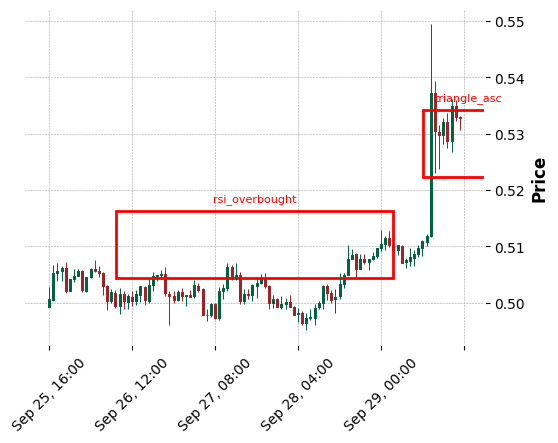 0.55
0.54
triangle_asc
0.53
0.52
rsi_overbought
0.51
0.50
Price
Sep 25, 16:00
Sep 26, 12:00
Sep 27, 08:00
Sep 28, 04:00
Sep 29, 00:00